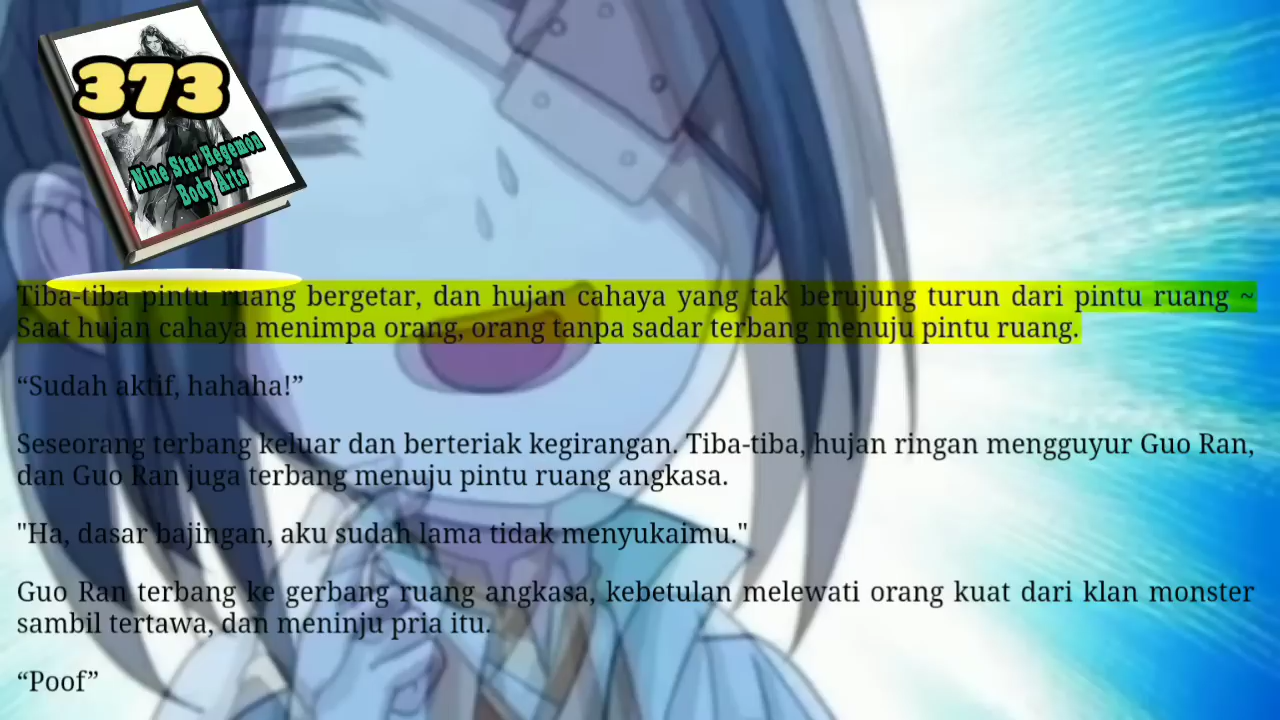 373
Nine Star Hegemon
Body Arts
Tiba-tiba pintu ruang bergetar, dan hujan cahaya yang tak berujung turun dari pintu ruang ~
Saat hujan cahaya menimpa orang, orang tanpa sadar terbang menuju pintu ruang.
“Sudah aktif, hahaha!”
Seseorang terbang keluar dan berteriak kegirangan. Tiba-tiba, hujan ringan mengguyur Guo Ran,
dan Guo Ran juga terbang menuju pintu ruang angkasa.
"Ha, dasar bajingan, aku sudah lama tidak menyukaimu."
Guo Ran terbang ke gerbang ruang angkasa, kebetulan melewati orang kuat dari klan monster
sambil tertawa, dan meninju pria itu.
“Poof”